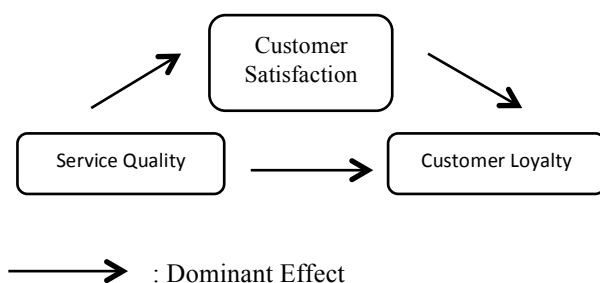 Customer
Satisfaction
Service Quality
Customer Loyalty
: Dominant Effect